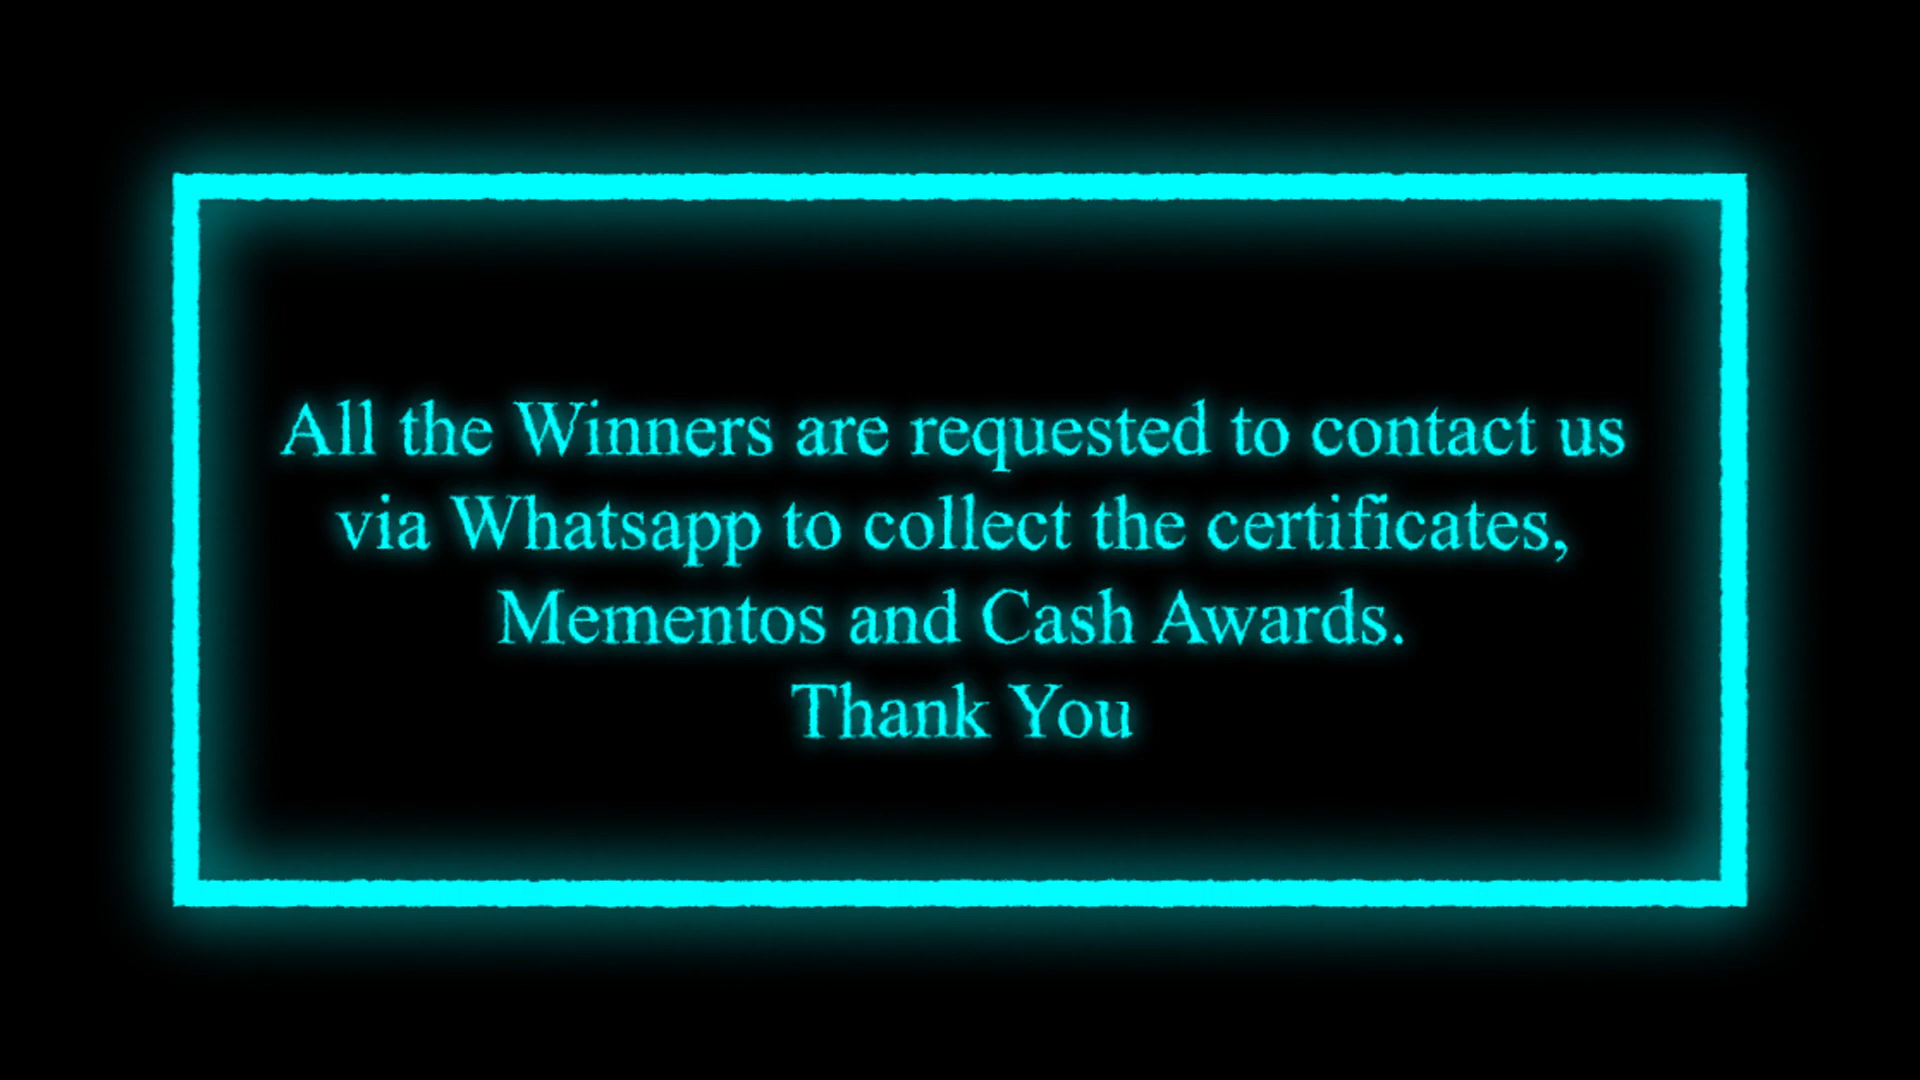 All the Winners are requested to contact us
via Whatsapp to collect the certificates,
Mementos and Cash Awards.
Thank You